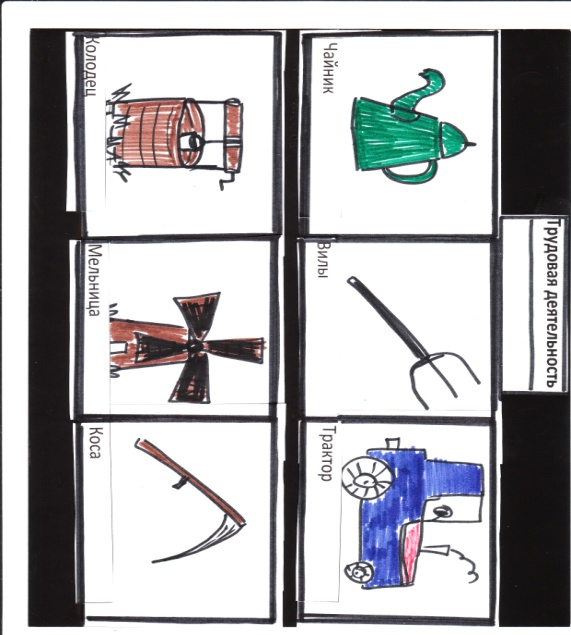 Трудовая деятельность
Чайник
Вилы
Трактор
Колодец
Мельница
Коса